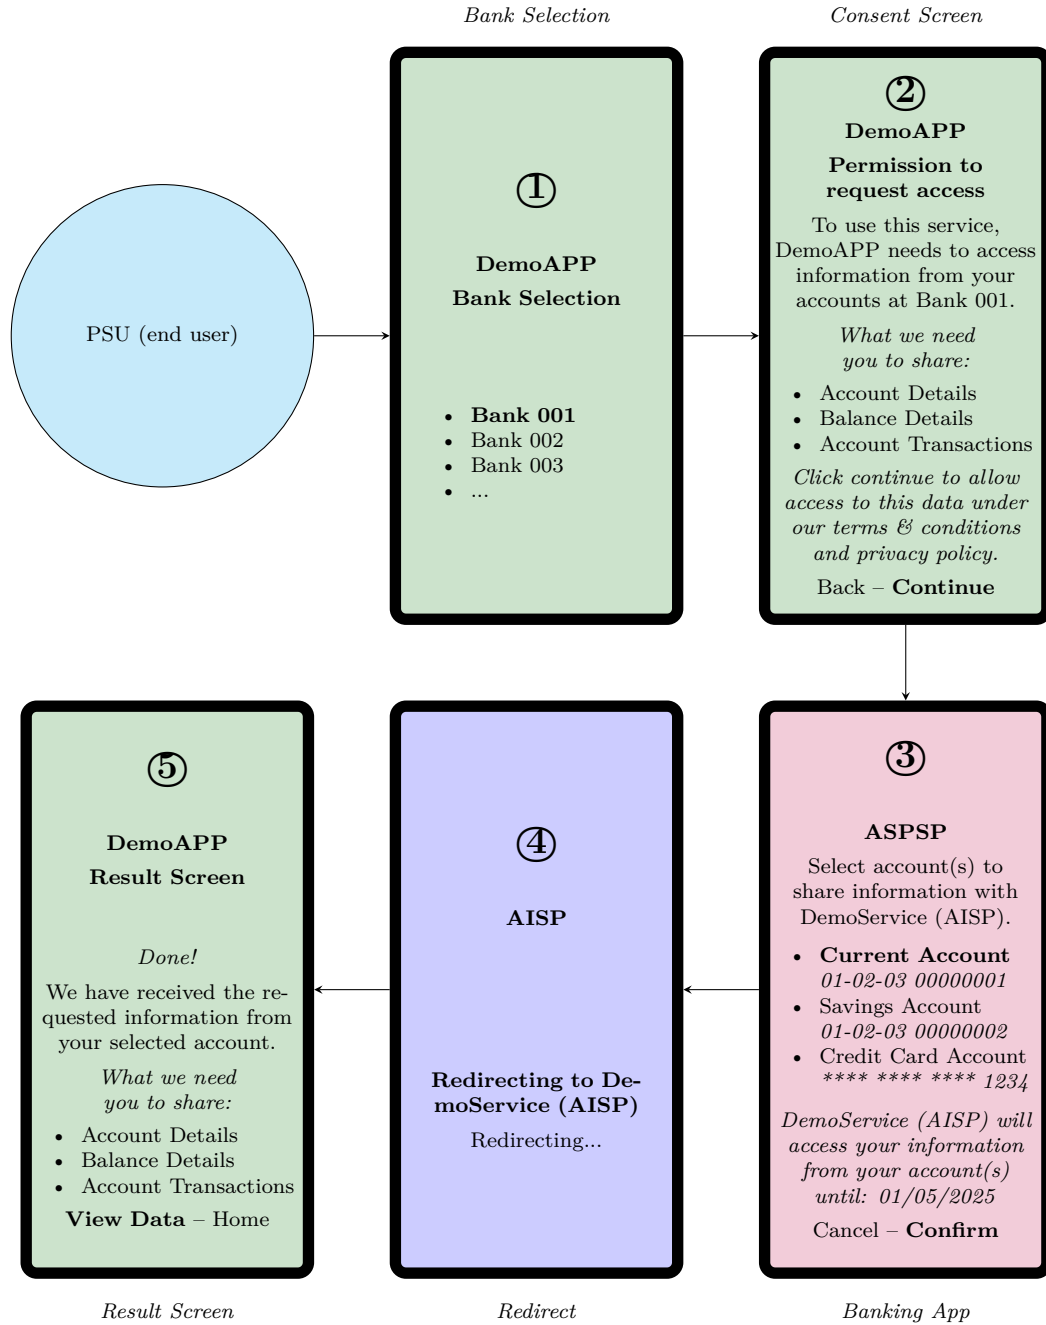 Bank Selection
Consent Screen
PSU (end user)
①
DemoAPP
Bank Selection
• Bank 001
• Bank 002
• Bank 003
• ...
②
DemoAPP
Permission to
request access
To use this service,
DemoAPP needs to access
information from your
accounts at Bank 001.
What we need
you to share:
• Account Details
• Balance Details
• Account Transactions
Click continue to allow
access to this data under
our terms & conditions
and privacy policy.
Back – Continue
③
ASPSP
Select account(s) to
share information with
DemoService (AISP).
• Current Account
01-02-03 00000001
• Savings Account
01-02-03 00000002
• Credit Card Account
**** **** **** 1234
DemoService (AISP) will
access your information
from your account(s)
until: 01/05/2025
Cancel – Confirm
④
AISP
Redirecting to De-
moService (AISP)
Redirecting...
⑤
DemoAPP
Result Screen
Done!
We have received the re-
quested information from
your selected account.
What we need
you to share:
• Account Details
• Balance Details
• Account Transactions
View Data – Home
Result Screen
Redirect
Banking App